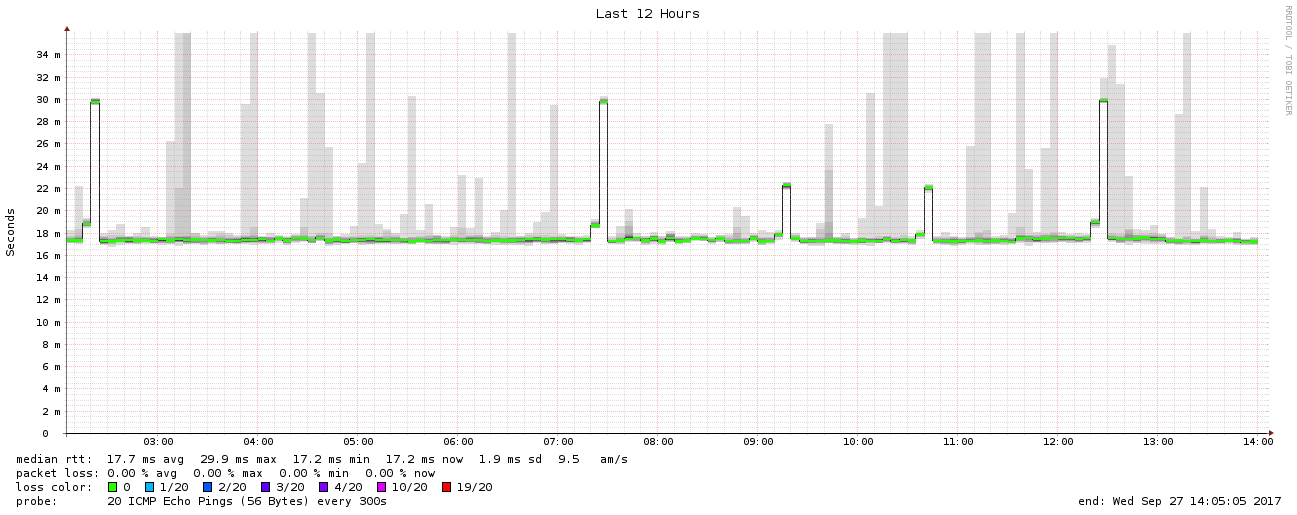 Last 12 Hours
RRDTOOL / TOBI OETIKER
Seconds
34 m
32 m
30 m
28 m
26 m
24 m
22 m
20 m
18 m
16 m
14 m
12 m
10 m
8 m
6 m
4 m
2 m
0
03:00 04:00 05:00 06:00 07:00 08:00 09:00 10:00 11:00 12:00 13:00 14:00
median rtt: 17.7 ms avg 29.9 ms max 17.2 ms min 17.2 ms now 1.9 ms sd 9.5 am/s
packet loss: 0.00 % avg 0.00 % max 0.00 % min 0.00 % now
loss color: 0 1/20 2/20 3/20 4/20 10/20 19/20
probe: 20 ICMP Echo Pings (56 Bytes) every 300s end: Wed Sep 27 14:05:05 2017